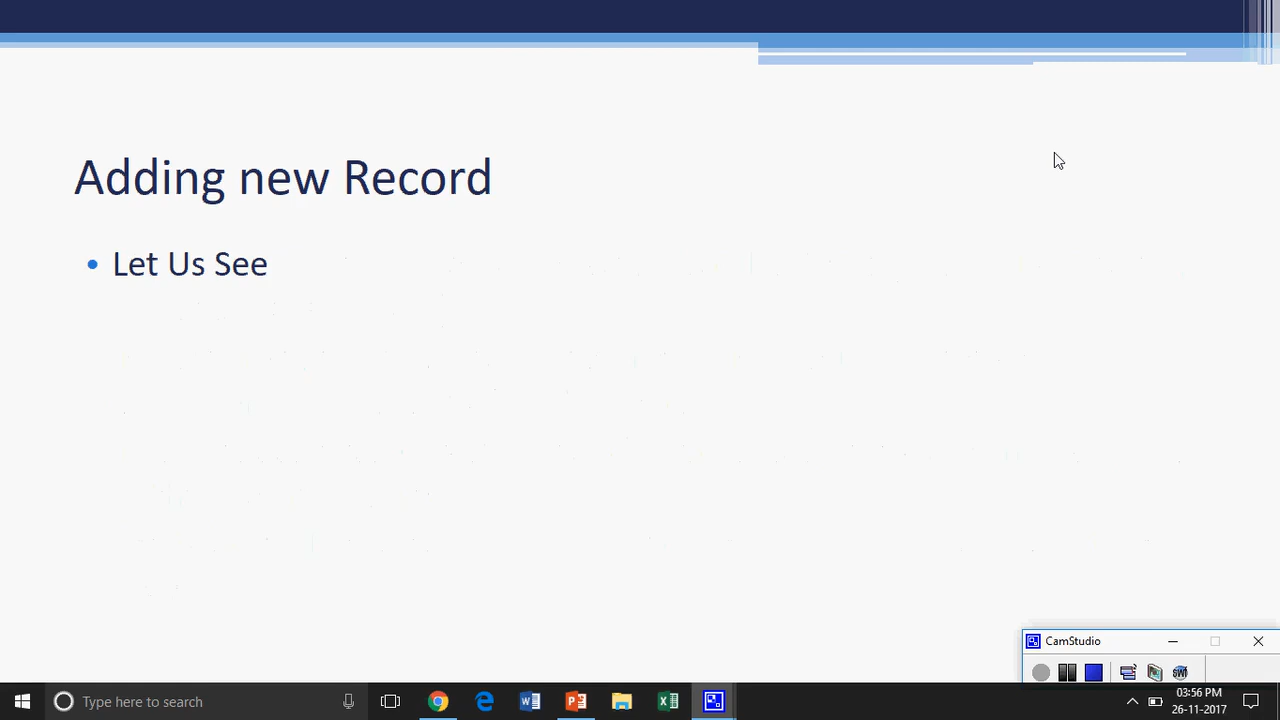 Adding new Record
• Let Us See
CamStudio
Type here to search
03:56 PM
26-11-2017